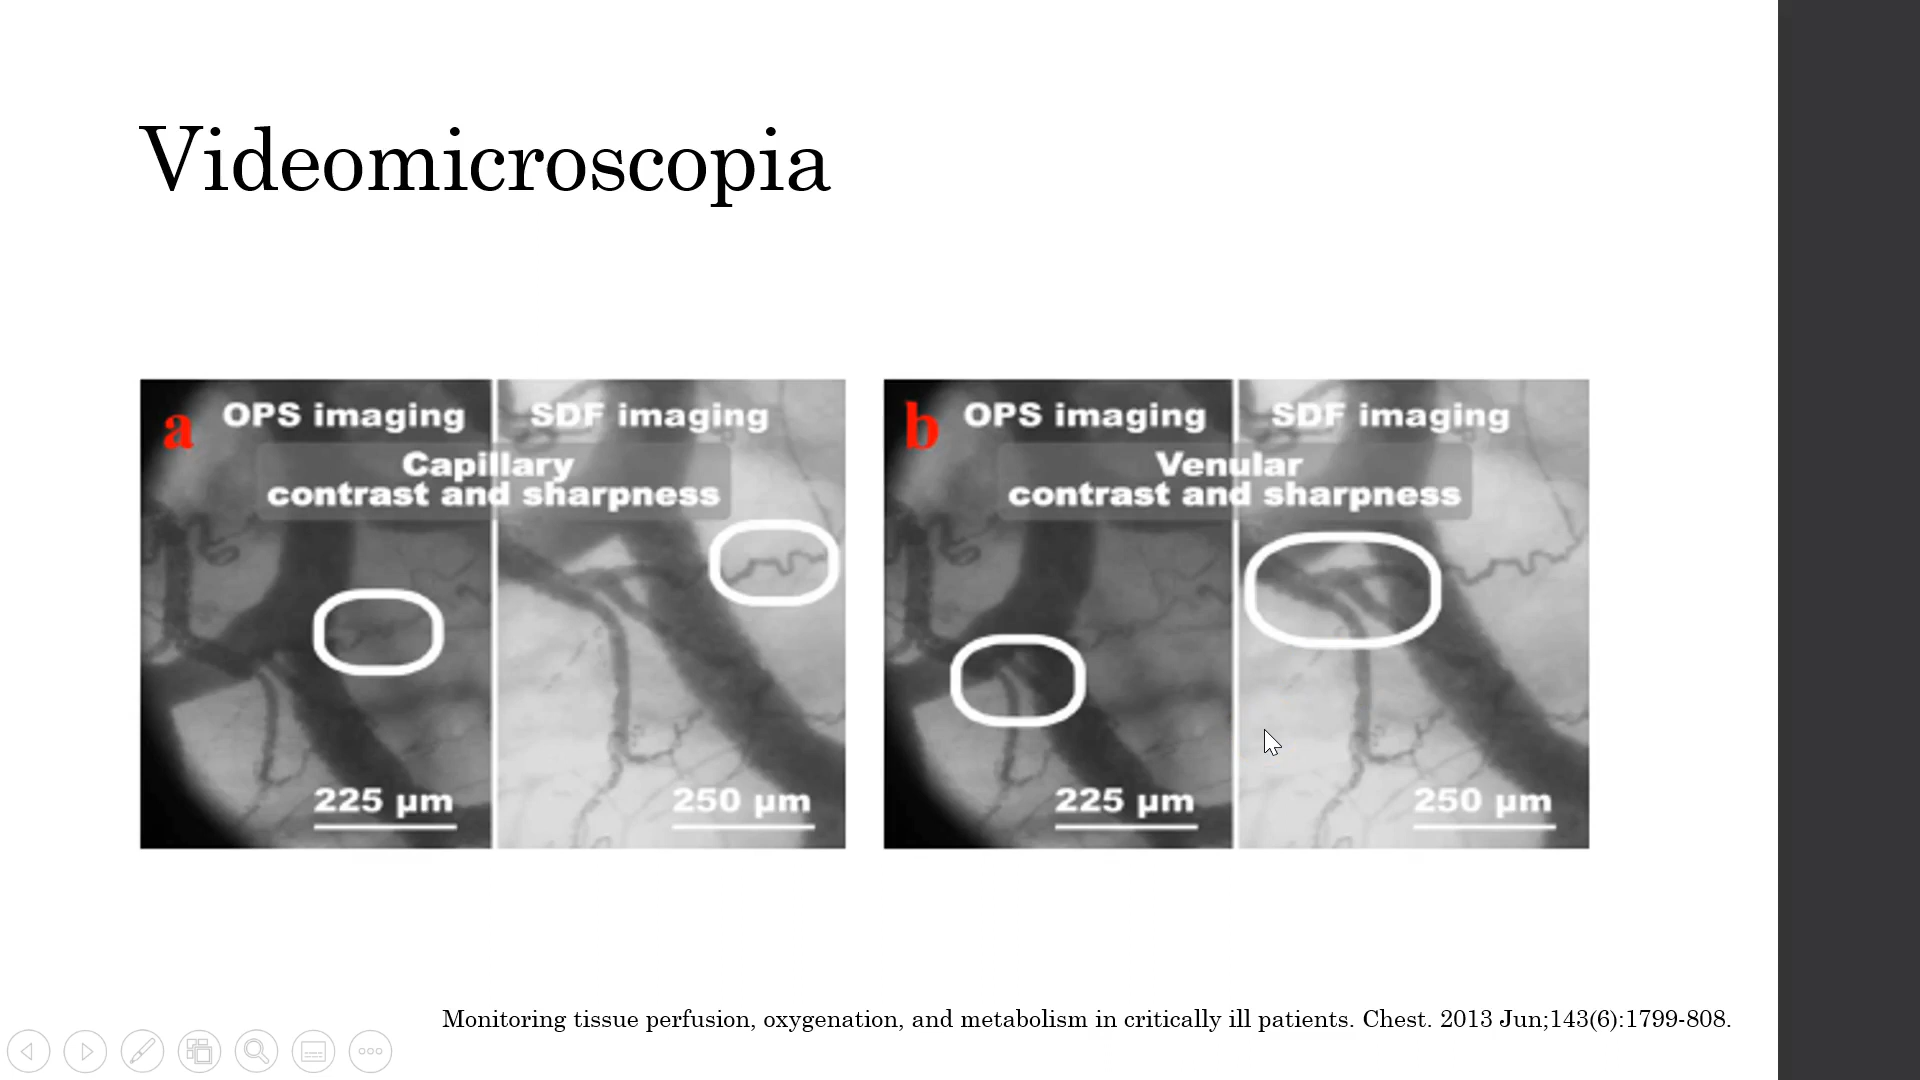 Videomicroscopia
a
OPS imaging
SDF imaging
Capillary
contrast and sharpness
225 µm
250 µm
b
OPS imaging
SDF imaging
Venular
contrast and sharpness
225 µm
250 µm
Monitoring tissue perfusion, oxygenation, and metabolism in critically ill patients. Chest. 2013 Jun;143(6):1799-808.